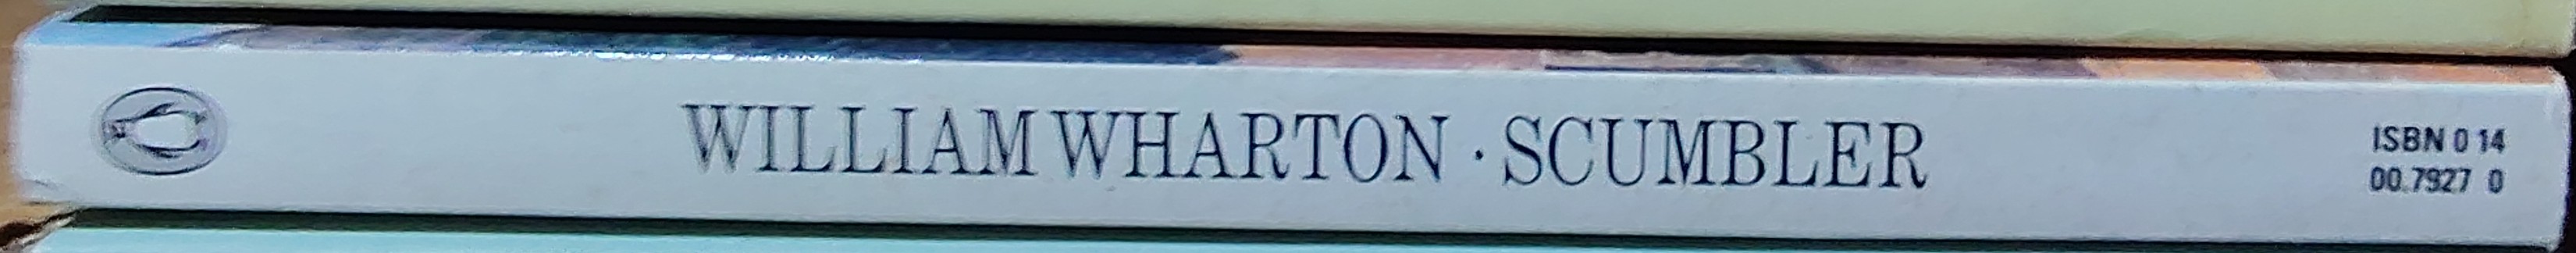 WILLIAM WHARTON · SCUMBLER
ISBN 0 14
00.7927 0